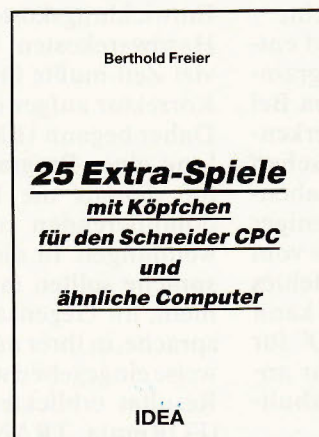 Berthold Freier
25 Extra-Spiele
mit Köpfchen
für den Schneider CPC
und
ähnliche Computer
IDEA